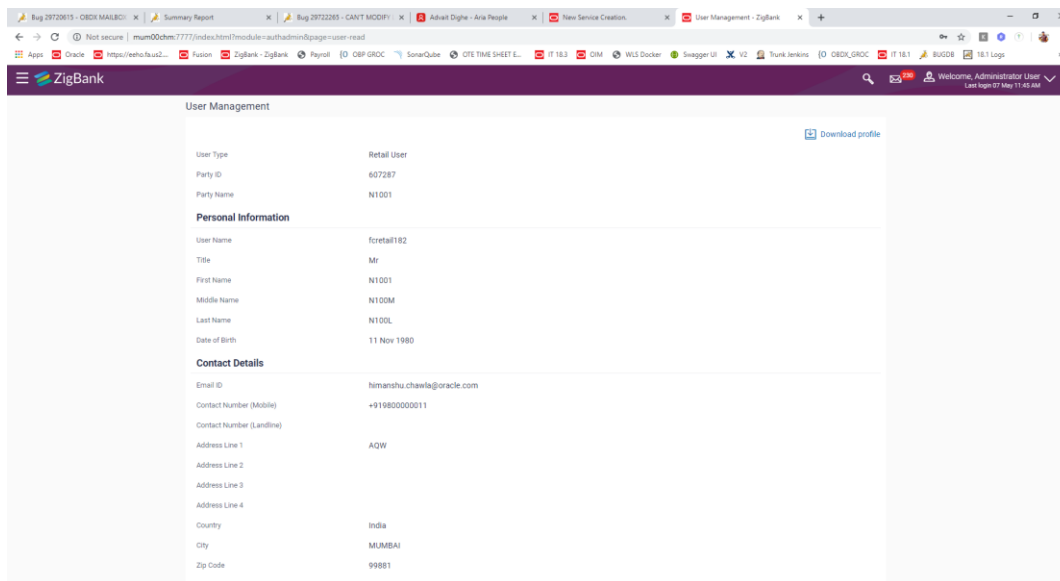 Bug 29720615 - OBDX MAILBOX
Summary Report
Bug 29722265 - CAN'T MODIFY
Advait Dighe - Aria People
New Service Creation.
User Management - ZigBank
Not secure | mum00chm:7777/index.html?module=authadmin&page=user-read
Apps Oracle Fusion ZigBank - ZigBank Payroll OBP GROC SonarQube OTE TIME SHEET E... IT 18.3 OIM WLS Docker Swagger UI V2 Trunk Jenkins OBDX_GROC IT 18.1 BUGDB 18.1 Logs
ZigBank
230
Welcome, Administrator User
Last login 07 May 11:45 AM
User Management
Download profile
User Type Retail User
Party ID 607287
Party Name N1001
Personal Information
User Name fcretail182
Title Mr
First Name N1001
Middle Name N100M
Last Name N100L
Date of Birth 11 Nov 1980
Contact Details
Email ID himanshu.chawla@oracle.com
Contact Number (Mobile) +919800000011
Contact Number (Landline)
Address Line 1 AQW
Address Line 2
Address Line 3
Address Line 4
Country India
City MUMBAI
Zip Code 99881